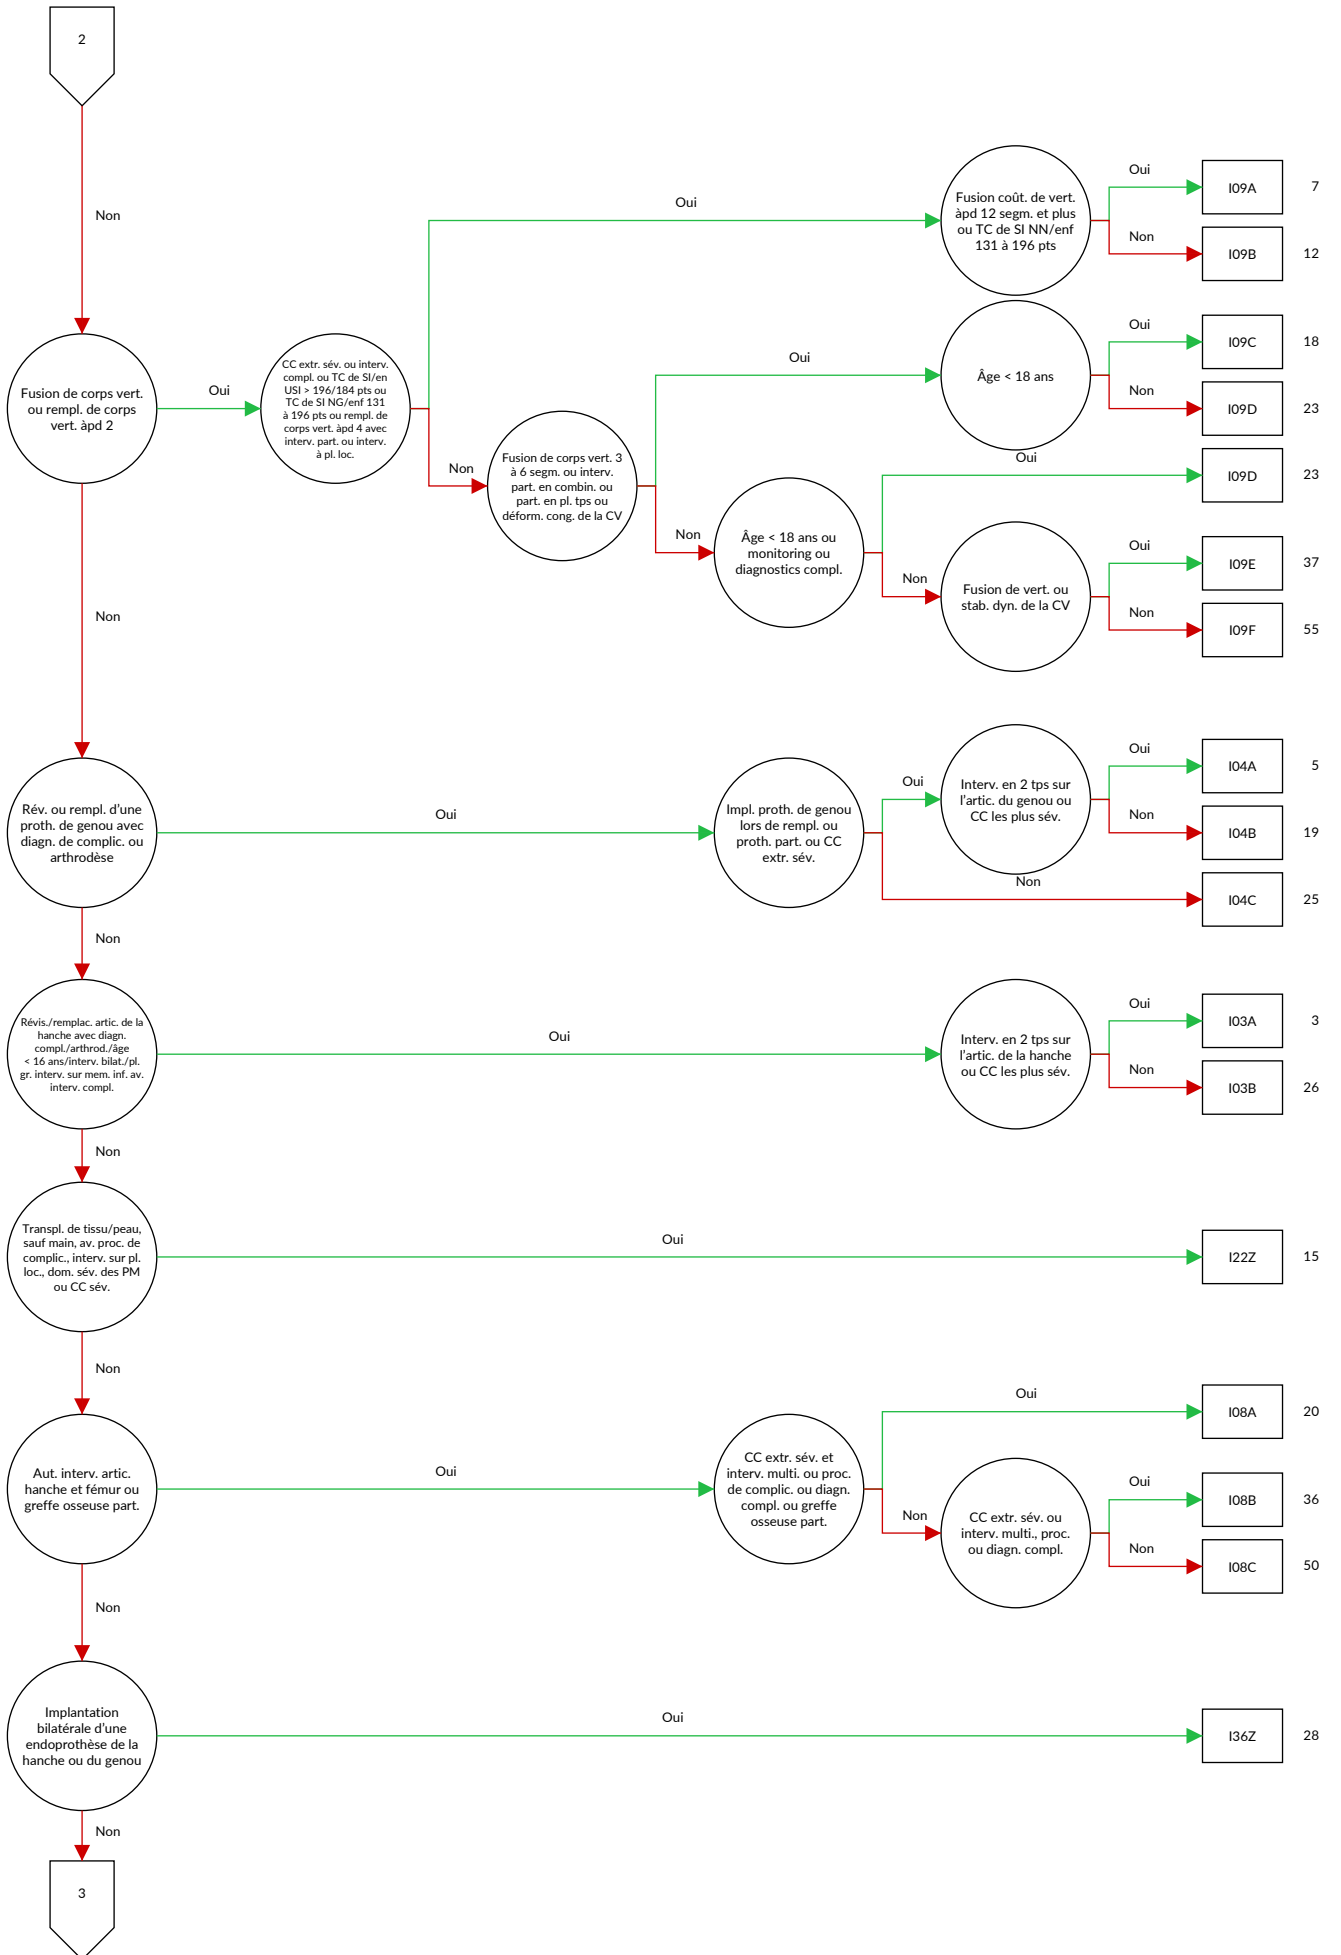 2
Non
Fusion de corps vert.
ou rempl. de corps
vert. àpd 2
Oui
CC extr. sév. ou interv.
compl. ou TC de SI/en
USI > 196/184 pts ou
TC de SI NG/enf 131
à 196 pts ou rempl. de
corps vert. àpd 4 avec
interv. part. ou interv.
à pl. loc.
Oui
Fusion coût. de vert.
àpd 12 segm. et plus
ou TC de SI NN/enf
131 à 196 pts
Oui
I09A
7
Non
I09B
12
Non
Fusion de corps vert. 3
à 6 segm. ou interv.
part. en combin. ou
part. en pl. tps ou
déform. cong. de la CV
Oui
Âge < 18 ans
Oui
I09C
18
Non
I09D
23
Non
Âge < 18 ans ou
monitoring ou
diagnostics compl.
Oui
I09D
23
Non
Fusion de vert. ou
stab. dyn. de la CV
Oui
I09E
37
Non
I09F
55
Non
Rév. ou rempl. d'une
proth. de genou avec
diagn. de complic. ou
arthrodèse
Oui
Impl. proth. de genou
lors de rempl. ou
proth. part. ou CC
extr. sév.
Oui
Interv. en 2 tps sur
l'artic. du genou ou
CC les plus sév.
Oui
I04A
5
Non
I04B
19
Non
I04C
25
Non
Révis./remplac. artic. de la
hanche avec diagn.
compl./arthrod./âge
< 16 ans/interv. bilat./pl.
gr. interv. sur mem. inf. av.
interv. compl.
Oui
Interv. en 2 tps sur
l'artic. de la hanche
ou CC les plus sév.
Oui
I03A
3
Non
I03B
26
Non
Transpl. de tissu/peau,
sauf main, av. proc. de
complic., interv. sur pl.
loc., dom. sév. des PM
ou CC sév.
Oui
I22Z
15
Non
Aut. interv. artic.
hanche et fémur ou
greffe osseuse part.
Oui
CC extr. sév. et
interv. multi. ou proc.
de complic. ou diagn.
compl. ou greffe
osseuse part.
Oui
I08A
20
Non
CC extr. sév. ou
interv. multi., proc.
ou diagn. compl.
Oui
I08B
36
Non
I08C
50
Non
Implantation
bilatérale d'une
endoprothèse de la
hanche ou du genou
Oui
I36Z
28
Non
3